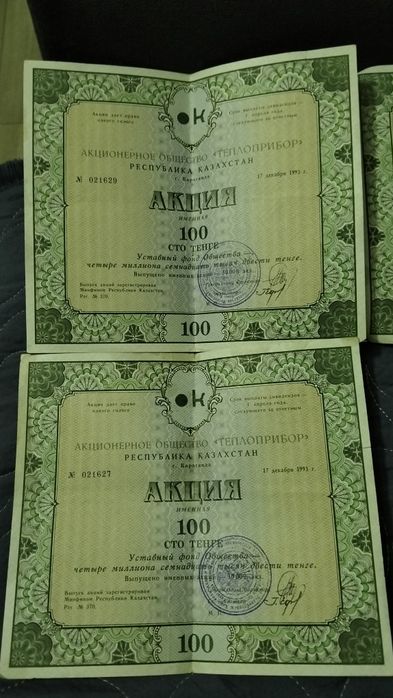 Акция дает право
одного голоса
Срок выплаты дивидендов —
1 апреля года,
следующего за отчетным
ОК
АКЦИОНЕРНОЕ ОБЩЕСТВО «ТЕПЛОПРИБОР»
РЕСПУБЛИКА КАЗАХСТАН
г. Караганда
№ 021629
17 декабря 1993 г.
АКЦИЯ
ИМЕННАЯ
100
СТО ТЕНГЕ
Уставный фонд Общества —
четыре миллиона семнадцать тысяч двести тенге.
Выпущено именных акций
экз.
Выпуск акций зарегистрирован
Минфином Республики Казахстан.
Рег. № 370.
100
Акция дает право
одного голоса
Срок выплаты дивидендов —
1 апреля года,
следующего за отчетным
ОК
АКЦИОНЕРНОЕ ОБЩЕСТВО «ТЕПЛОПРИБОР»
РЕСПУБЛИКА КАЗАХСТАН
г. Караганда
№ 021627
17 декабря 1993 г.
АКЦИЯ
ИМЕННАЯ
100
СТО ТЕНГЕ
Уставный фонд Общества —
четыре миллиона семнадцать тысяч двести тенге.
Выпущено именных акций
экз.
Выпуск акций зарегистрирован
Минфином Республики Казахстан.
Рег. № 370.
100